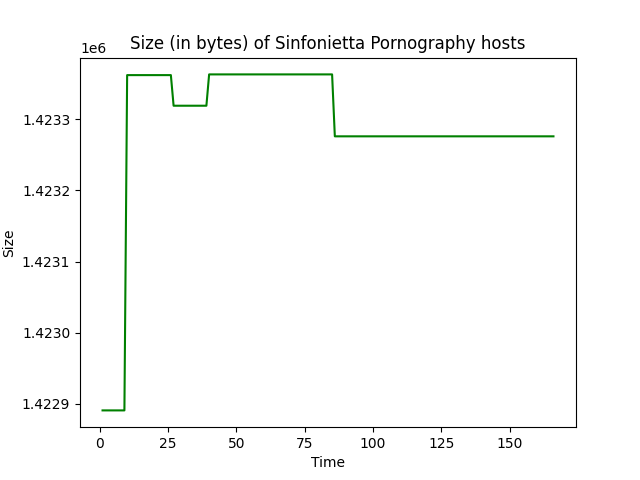 Size (in bytes) of Sinfonietta Pornography hosts
1e6
1.4233
1.4232
1.4231
1.4230
1.4229
Size
0 25 50 75 100 125 150
Time